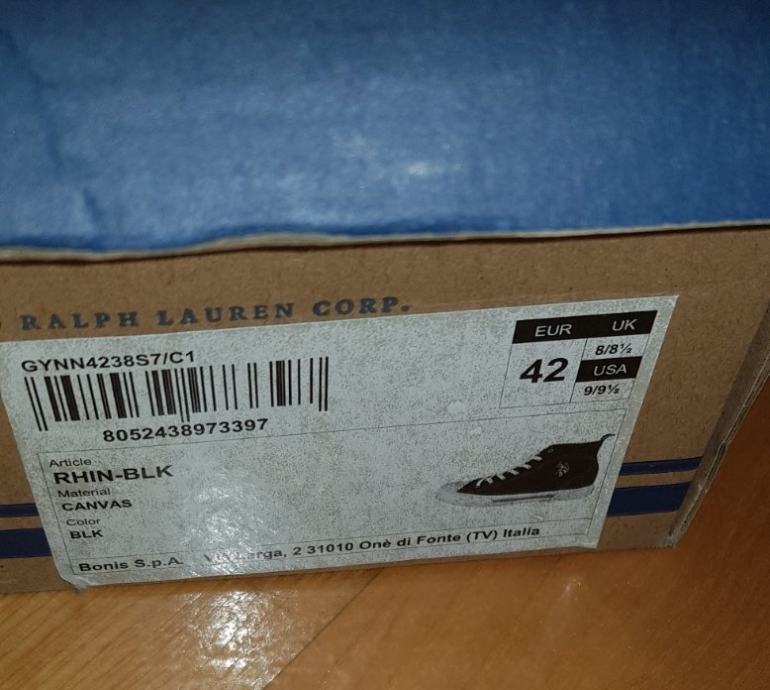 RALPH LAUREN CORP.
GYNN4238S7/C1
8052438973397
EUR
42
UK
8/8½
USA
9/9½
Article
RHIN-BLK
Material
CANVAS
Color
BLK
Bonis S.p.A. Larga, 2 31010 Onè di Fonte (TV) Italia